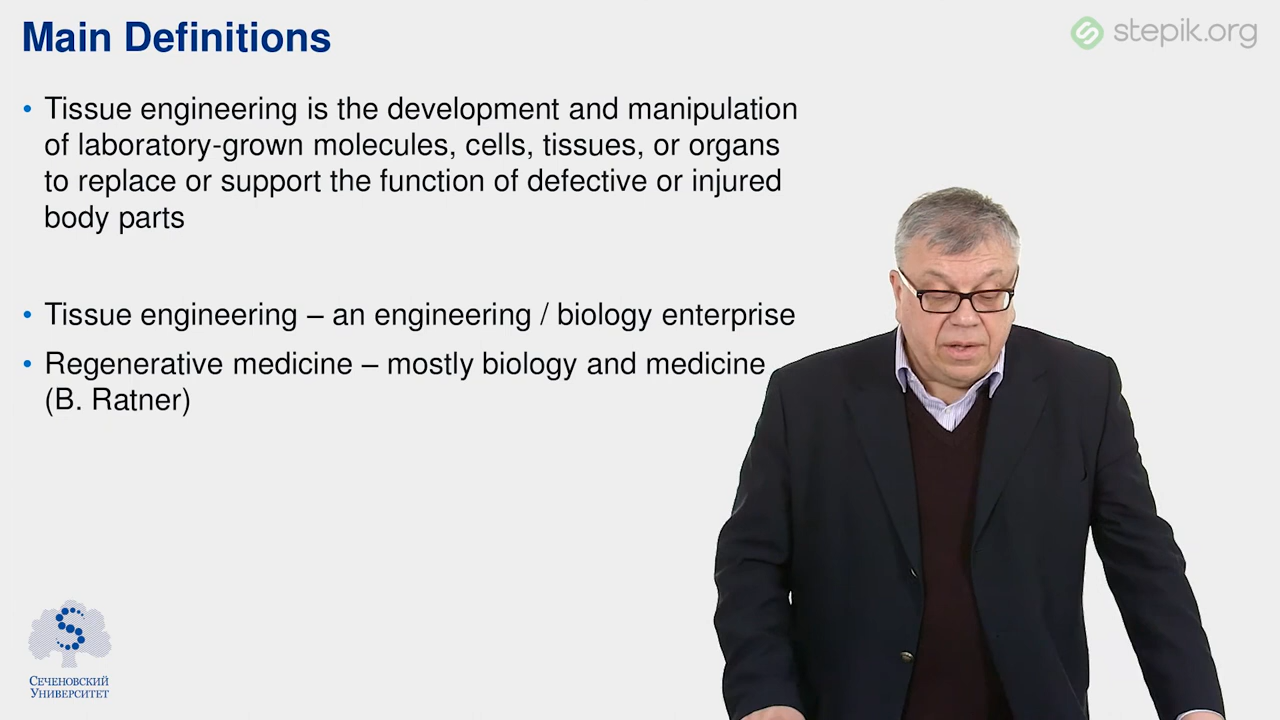 Main Definitions
stepik.org
• Tissue engineering is the development and manipulation
of laboratory-grown molecules, cells, tissues, or organs
to replace or support the function of defective or injured
body parts
• Tissue engineering – an engineering / biology enterprise
• Regenerative medicine – mostly biology and medicine
(B. Ratner)
Сеченовский
Университет